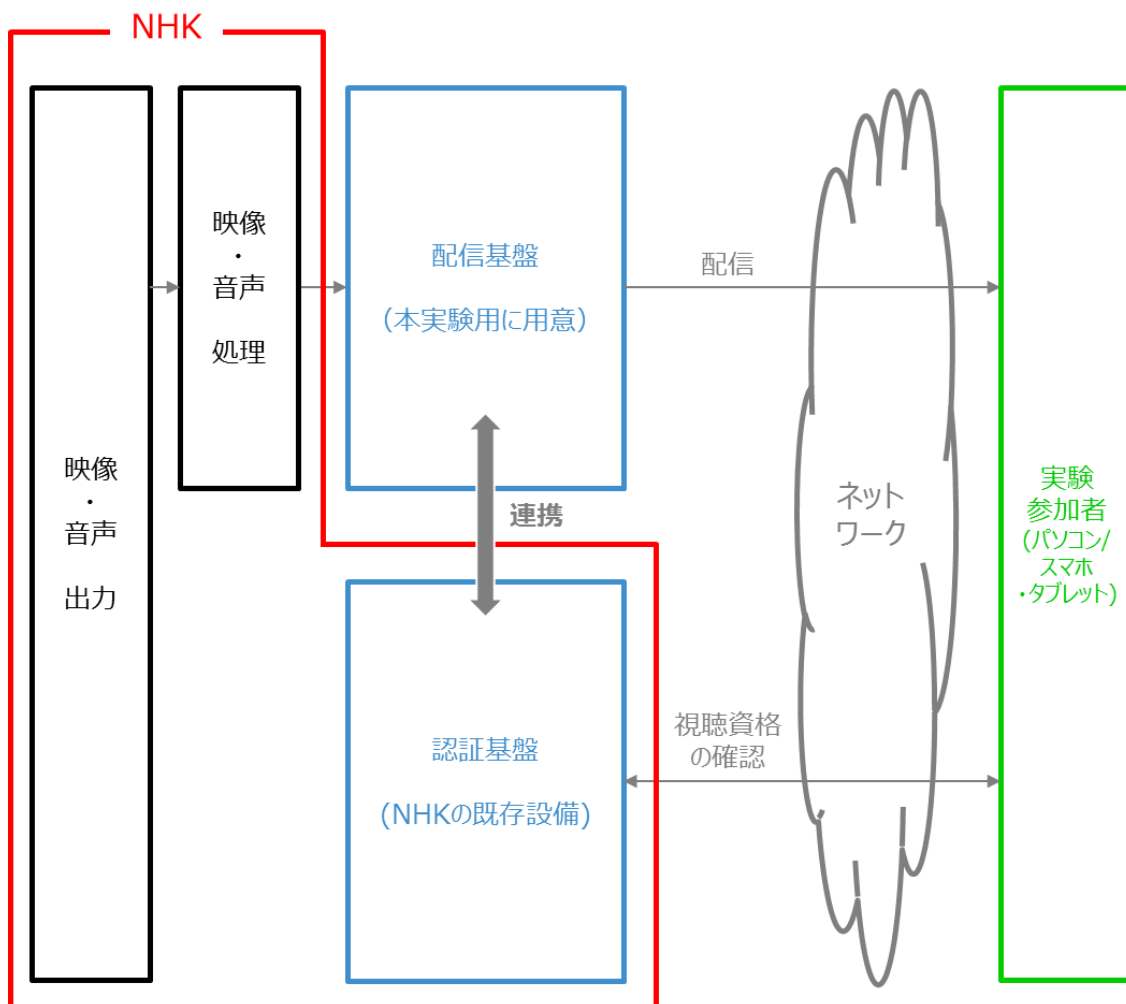 NHK
映像
・
音声
出力
映像
・
音声
処理
配信基盤
(本実験用に用意)
連携
認証基盤
(NHKの既存設備)
配信
視聴資格
の確認
ネット
ワーク
実験
参加者
(パソコン/
スマホ
・タブレット)